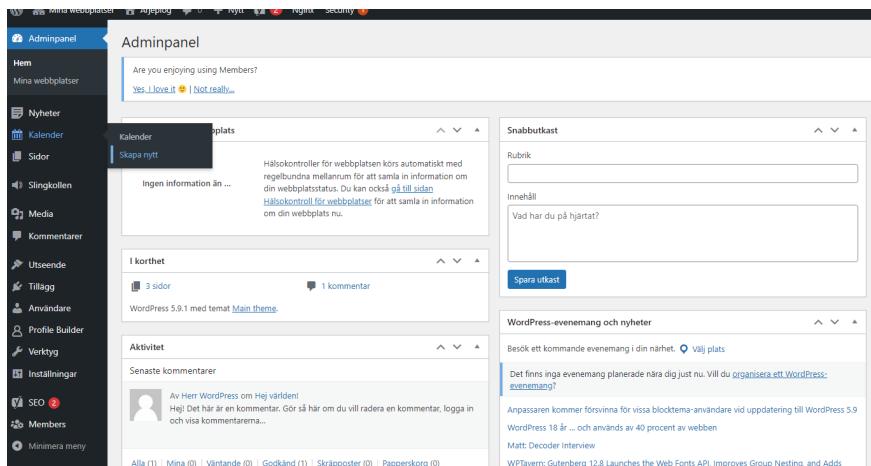 Mina webbplatser Arjeplog 0 + Nytt 2 Nginx Security
Adminpanel
Hem
Mina webbplatser
Nyheter
Kalender
Sidor
Slingkollen
Media
Kommentarer
Utseende
Tillägg
Användare
Profile Builder
Verktyg
Inställningar
SEO 2
Members
Minimera meny
Kalender
Skapa nytt
Adminpanel
Are you enjoying using Members?
Yes, I love it | Not really...
Ingen information än ...
Hälsokontroller för webbplatsen körs automatiskt med
regelbundna mellanrum för att samla in information om
din webbplatsstatus. Du kan också gå till sidan
Hälsokontroll för webbplatser för att samla in information
om din webbplats nu.
I korthet
3 sidor
1 kommentar
WordPress 5.9.1 med temat Main theme.
Aktivitet
Senaste kommentarer
Av Herr WordPress om Hej världen!
Hej! Det här är en kommentar. Gör så här om du vill radera en kommentar, logga in
och visa kommentarerna...
Alla (1) | Mina (0) | Väntande (0) | Godkänd (1) | Skräpposter (0) | Papperskorg (0)
Snabbutkast
Rubrik
Innehåll
Vad har du på hjärtat?
Spara utkast
WordPress-evenemang och nyheter
Besök ett kommande evenemang i din närhet. Välj plats
Det finns inga evenemang planerade nära dig just nu. Vill du organisera ett WordPress-
evenemang?
Anpassaren kommer försvinna för vissa blocktema-användare vid uppdatering till WordPress 5.9
WordPress 18 år ... och används av 40 procent av webben
Matt: Decoder Interview
WPTavern: Gutenberg 12.8 Launches the Web Fonts API, Improves Group Nesting, and Adds